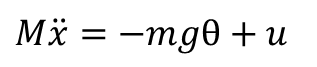 Mẍ = −mgθ + u